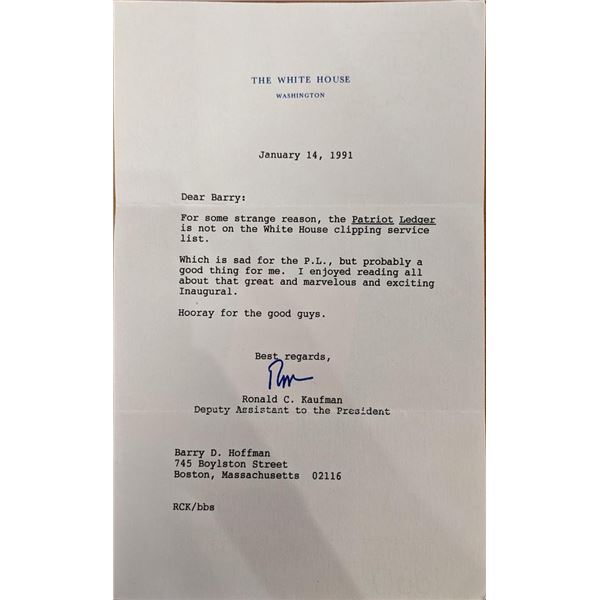 THE WHITE HOUSE
WASHINGTON
January 14, 1991
Dear Barry:
For some strange reason, the Patriot Ledger
is not on the White House clipping service
list.
Which is sad for the P.L., but probably a
good thing for me. I enjoyed reading all
about that great and marvelous and exciting
Inaugural.
Hooray for the good guys.
Best regards,
Ron
Ronald C. Kaufman
Deputy Assistant to the President
Barry D. Hoffman
745 Boylston Street
Boston, Massachusetts 02116
RCK/bbs